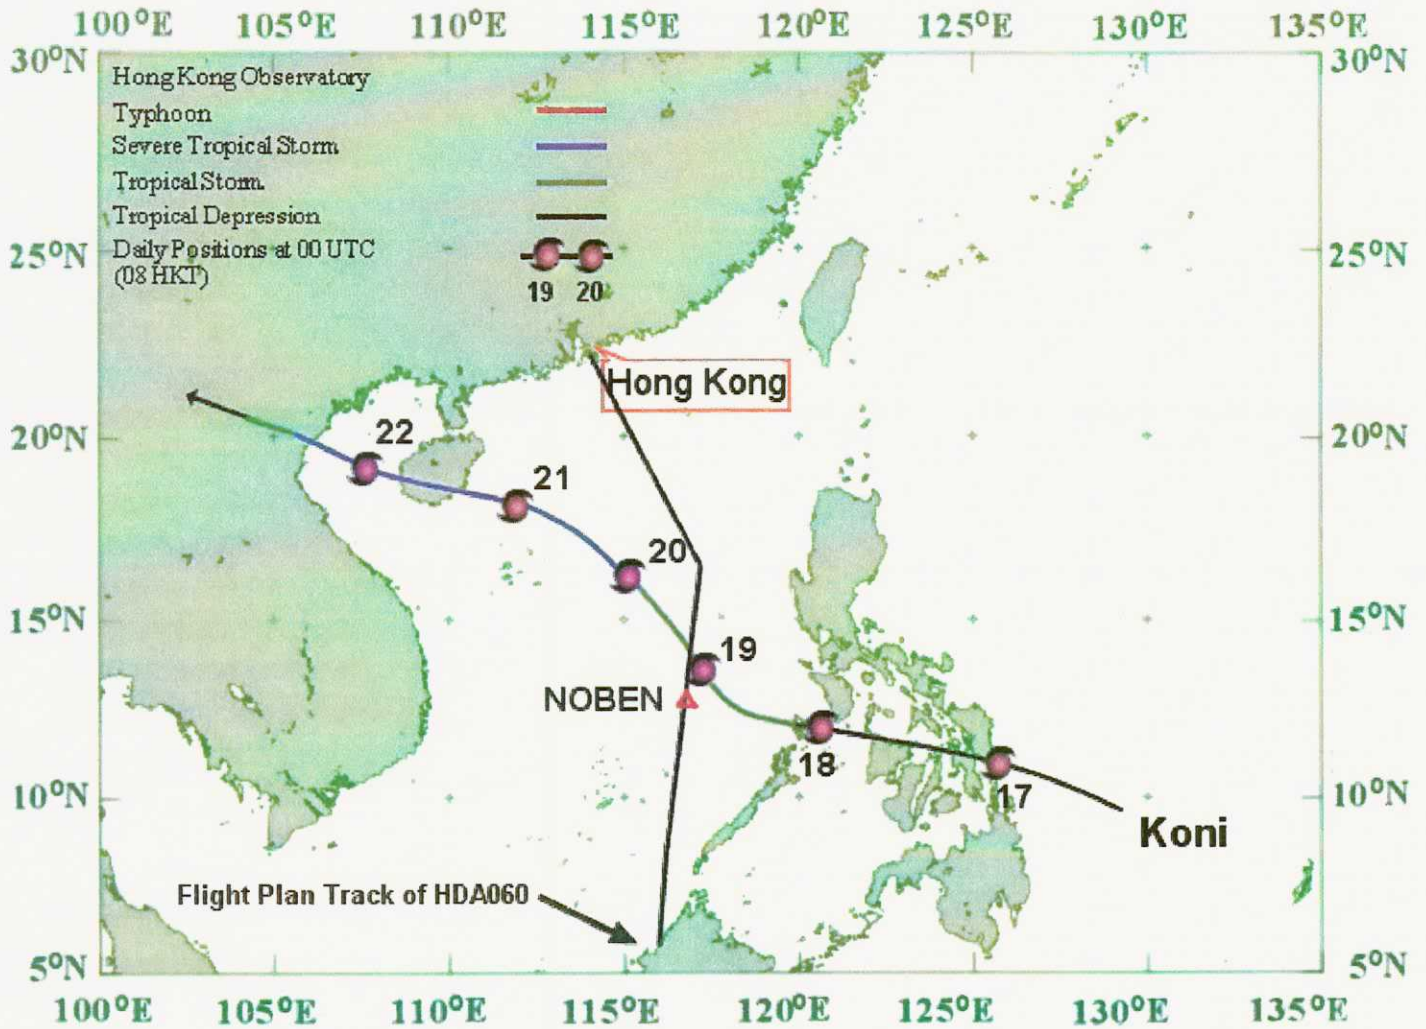 100°E 105°E 110°E 115°E 120°E 125°E 130°E 135°E
30°N 30°N
Hong Kong Observatory
Typhoon
Severe Tropical Storm
Tropical Storm
Tropical Depression
Daily Positions at 00 UTC
(08 HKT)
19 20
25°N 25°N
Hong Kong
20°N 20°N
22
21
20
15°N 15°N
19
NOBEN
18
17
10°N 10°N
Koni
Flight Plan Track of HDA060
5°N 5°N
100°E 105°E 110°E 115°E 120°E 125°E 130°E 135°E